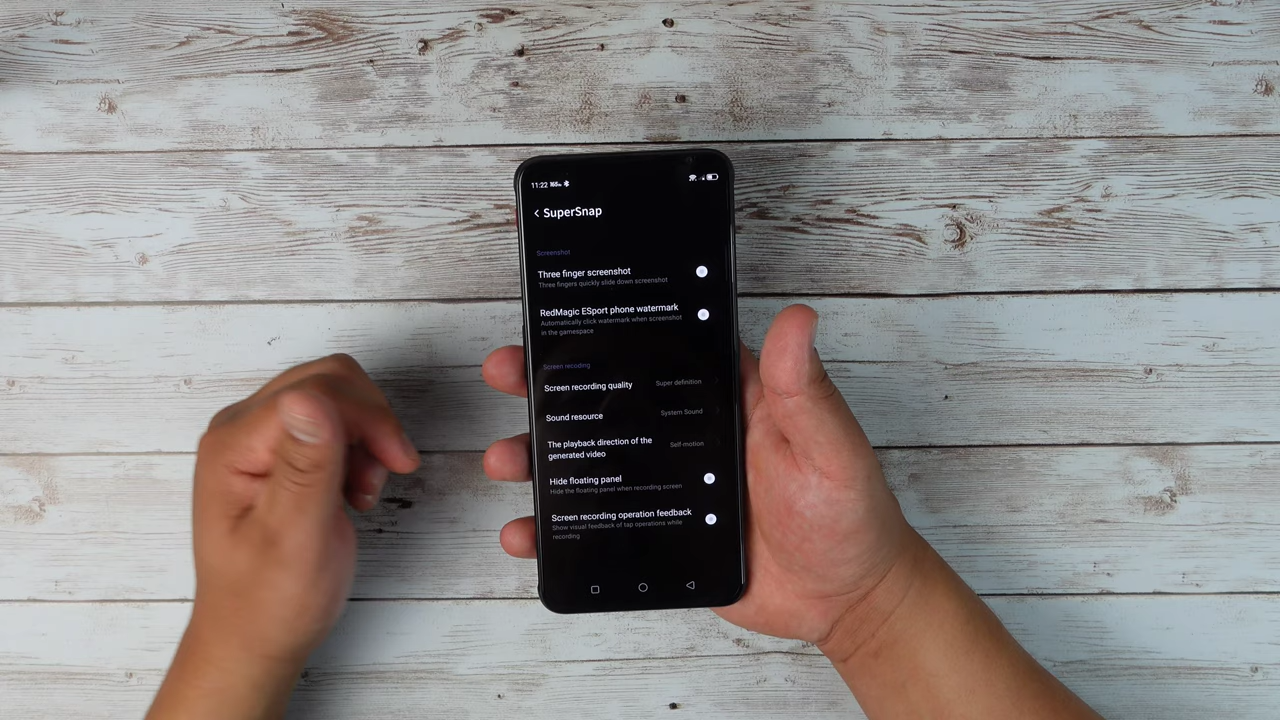 11:22
SuperSnap
Screenshot
Three finger screenshot
Three fingers quickly slide down screenshot
RedMagic ESport phone watermark
Automatically click watermark when screenshot
in the gamespace
Screen recoding
Screen recording quality
Super definition
Sound resource
System Sound
The playback direction of the
generated video
Self-motion
Hide floating panel
Hide the floating panel when recording screen
Screen recording operation feedback
Show visual feedback of tap operations while
recording